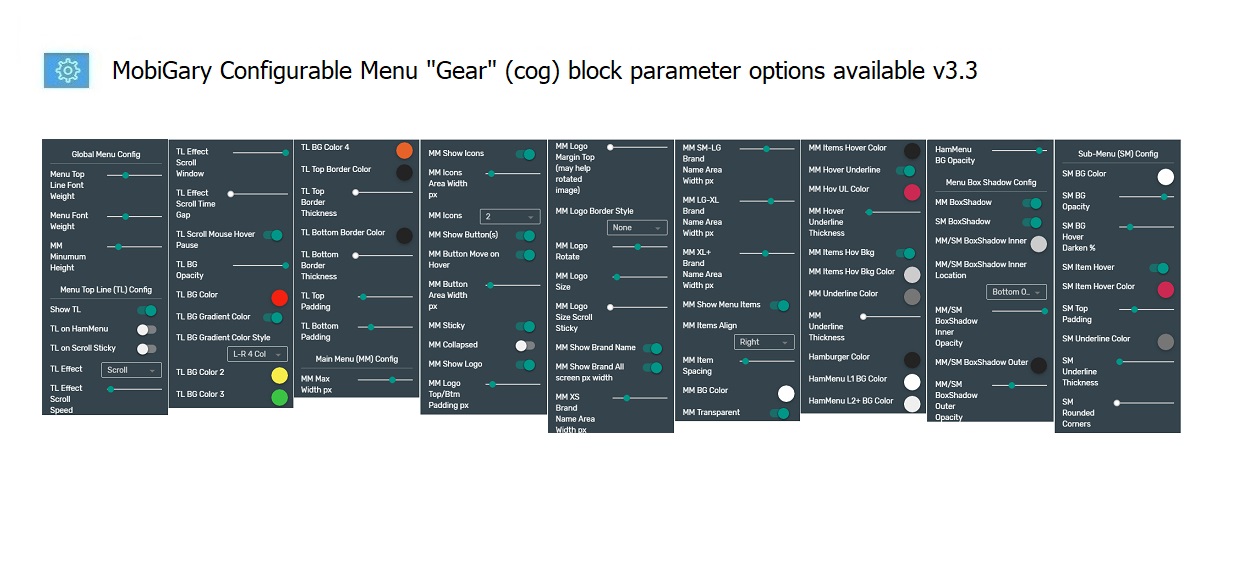 MobiGary Configurable Menu "Gear" (cog) block parameter options available v3.3
Global Menu Config
Menu Top
Line Font
Weight
Menu Font
Weight
MM
Minumum
Height
Menu Top Line (TL) Config
Show TL
TL on HamMenu
TL on Scroll Sticky
TL Effect
Scroll
TL Effect
Scroll
Speed
TL Effect
Scroll
Window
TL Effect
Scroll Time
Gap
TL Scroll Mouse Hover
Pause
TL BG
Opacity
TL BG Color
TL BG Gradient Color
TL BG Gradient Color Style
L-R 4 Col
TL BG Color 2
TL BG Color 3
TL BG Color 4
TL Top Border Color
TL Top
Border
Thickness
TL Bottom Border Color
TL Bottom
Border
Thickness
TL Top
Padding
TL Bottom
Padding
Main Menu (MM) Config
MM Max
Width px
MM Show Icons
MM Icons
Area Width
px
MM Icons
2
MM Show Button(s)
MM Button Move on
Hover
MM Button
Area Width
px
MM Sticky
MM Collapsed
MM Show Logo
MM Logo
Top/Btm
Padding px
MM Logo
Margin Top
(may help
rotated
image)
MM Logo Border Style
None
MM Logo
Rotate
MM Logo
Size
MM Logo
Size Scroll
Sticky
MM Show Brand Name
MM Show Brand All
screen px width
MM XS
Brand
Name Area
Width px
MM SM-LG
Brand
Name Area
Width px
MM LG-XL
Brand
Name Area
Width px
MM XL+
Brand
Name Area
Width px
MM Show Menu Items
MM Items Align
Right
MM Item
Spacing
MM BG Color
MM Transparent
MM Items Hover Color
MM Hover Underline
MM Hov UL Color
MM Hover
Underline
Thickness
MM Items Hov Bkg
MM Items Hov Bkg Color
MM Underline Color
MM
Underline
Thickness
Hamburger Color
HamMenu L1 BG Color
HamMenu L2+ BG Color
HamMenu
BG Opacity
Menu Box Shadow Config
MM BoxShadow
SM BoxShadow
MM/SM BoxShadow Inner
MM/SM BoxShadow Inner
Location
Bottom O..
MM/SM
BoxShadow
Inner
Opacity
MM/SM BoxShadow Outer
MM/SM
BoxShadow
Outer
Opacity
Sub-Menu (SM) Config
SM BG Color
SM BG
Opacity
SM BG
Hover
Darken %
SM Item Hover
SM Item Hover Color
SM Top
Padding
SM Underline Color
SM
Underline
Thickness
SM
Rounded
Corners